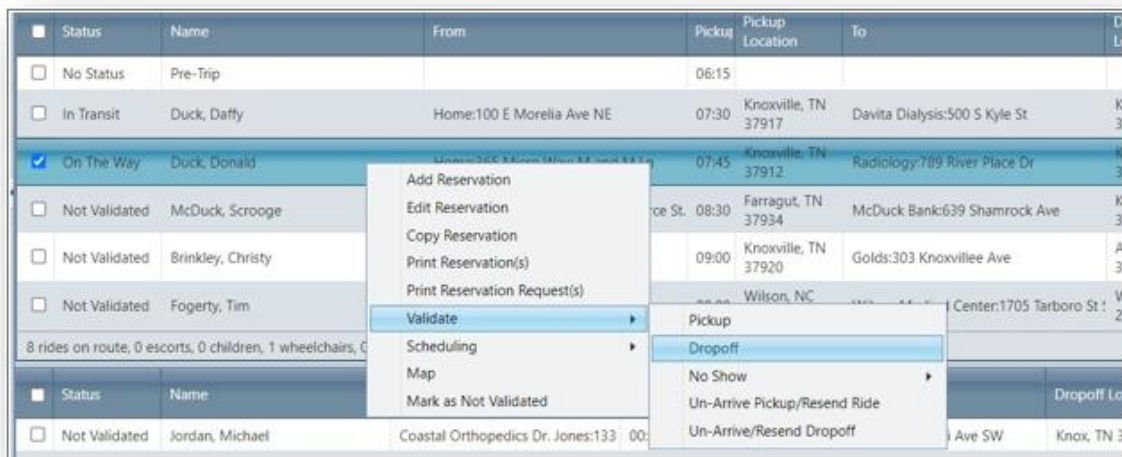 Status Name From Pickup Pickup Location To
No Status Pre-Trip 06:15
In Transit Duck, Daffy Home:100 E Morelia Ave NE 07:30 Knoxville, TN 37917 Davita Dialysis:500 S Kyle St
On The Way Duck, Donald 07:45 Knoxville, TN 37912 Radiology:789 River Place Dr
Add Reservation
Edit Reservation
Not Validated McDuck, Scrooge St. 08:30 Farragut, TN 37934 McDuck Bank:639 Shamrock Ave
Copy Reservation
Not Validated Brinkley, Christy 09:00 Knoxville, TN 37920 Golds:303 Knoxvillee Ave
Print Reservation(s)
Print Reservation Request(s)
Not Validated Fogerty, Tim Wilson, NC Center:1705 Tarboro St
Validate
Pickup
8 rides on route, 0 escorts, 0 children, 1 wheelchairs,
Scheduling
Dropoff
Map
No Show
Mark as Not Validated
Un-Arrive Pickup/Resend Ride
Un-Arrive/Resend Dropoff
Status Name Dropoff Lo
Not Validated Jordan, Michael Coastal Orthopedics Dr. Jones:133 00: Ave SW Knox, TN 3